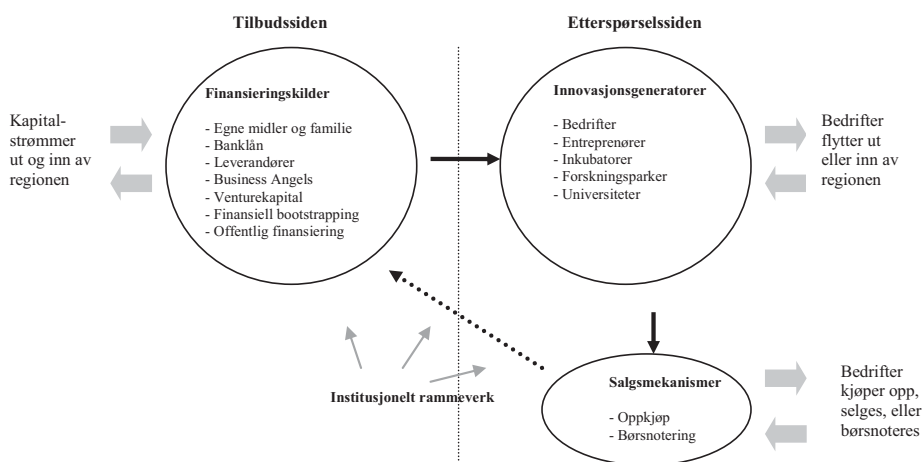 Tilbudssiden
Etterspørselssiden
Kapital-
strømmer
ut og inn av
regionen
Finansieringskilder
- Egne midler og familie
- Banklån
- Leverandører
- Business Angels
- Venturekapital
- Finansiell bootstrapping
- Offentlig finansiering
Innovasjonsgeneratorer
- Bedrifter
- Entreprenører
- Inkubatorer
- Forskningsparker
- Universiteter
Bedrifter
flytter ut
eller inn av
regionen
Institusjonelt rammeverk
Salgsmekanismer
- Oppkjøp
- Børsnotering
Bedrifter
kjøper opp,
selges, eller
børsnoteres